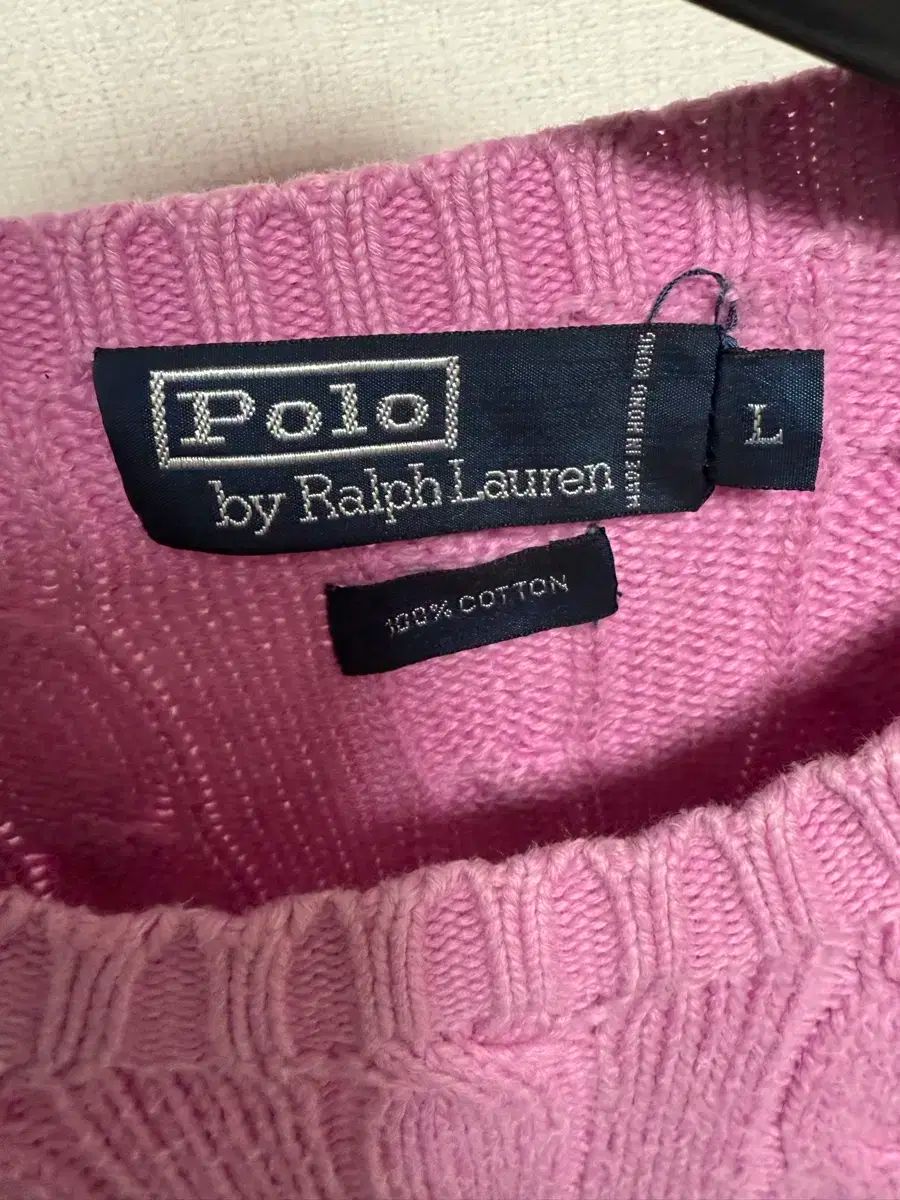 Polo
by Ralph Lauren
MADE IN HONG KONG
L
100% COTTON